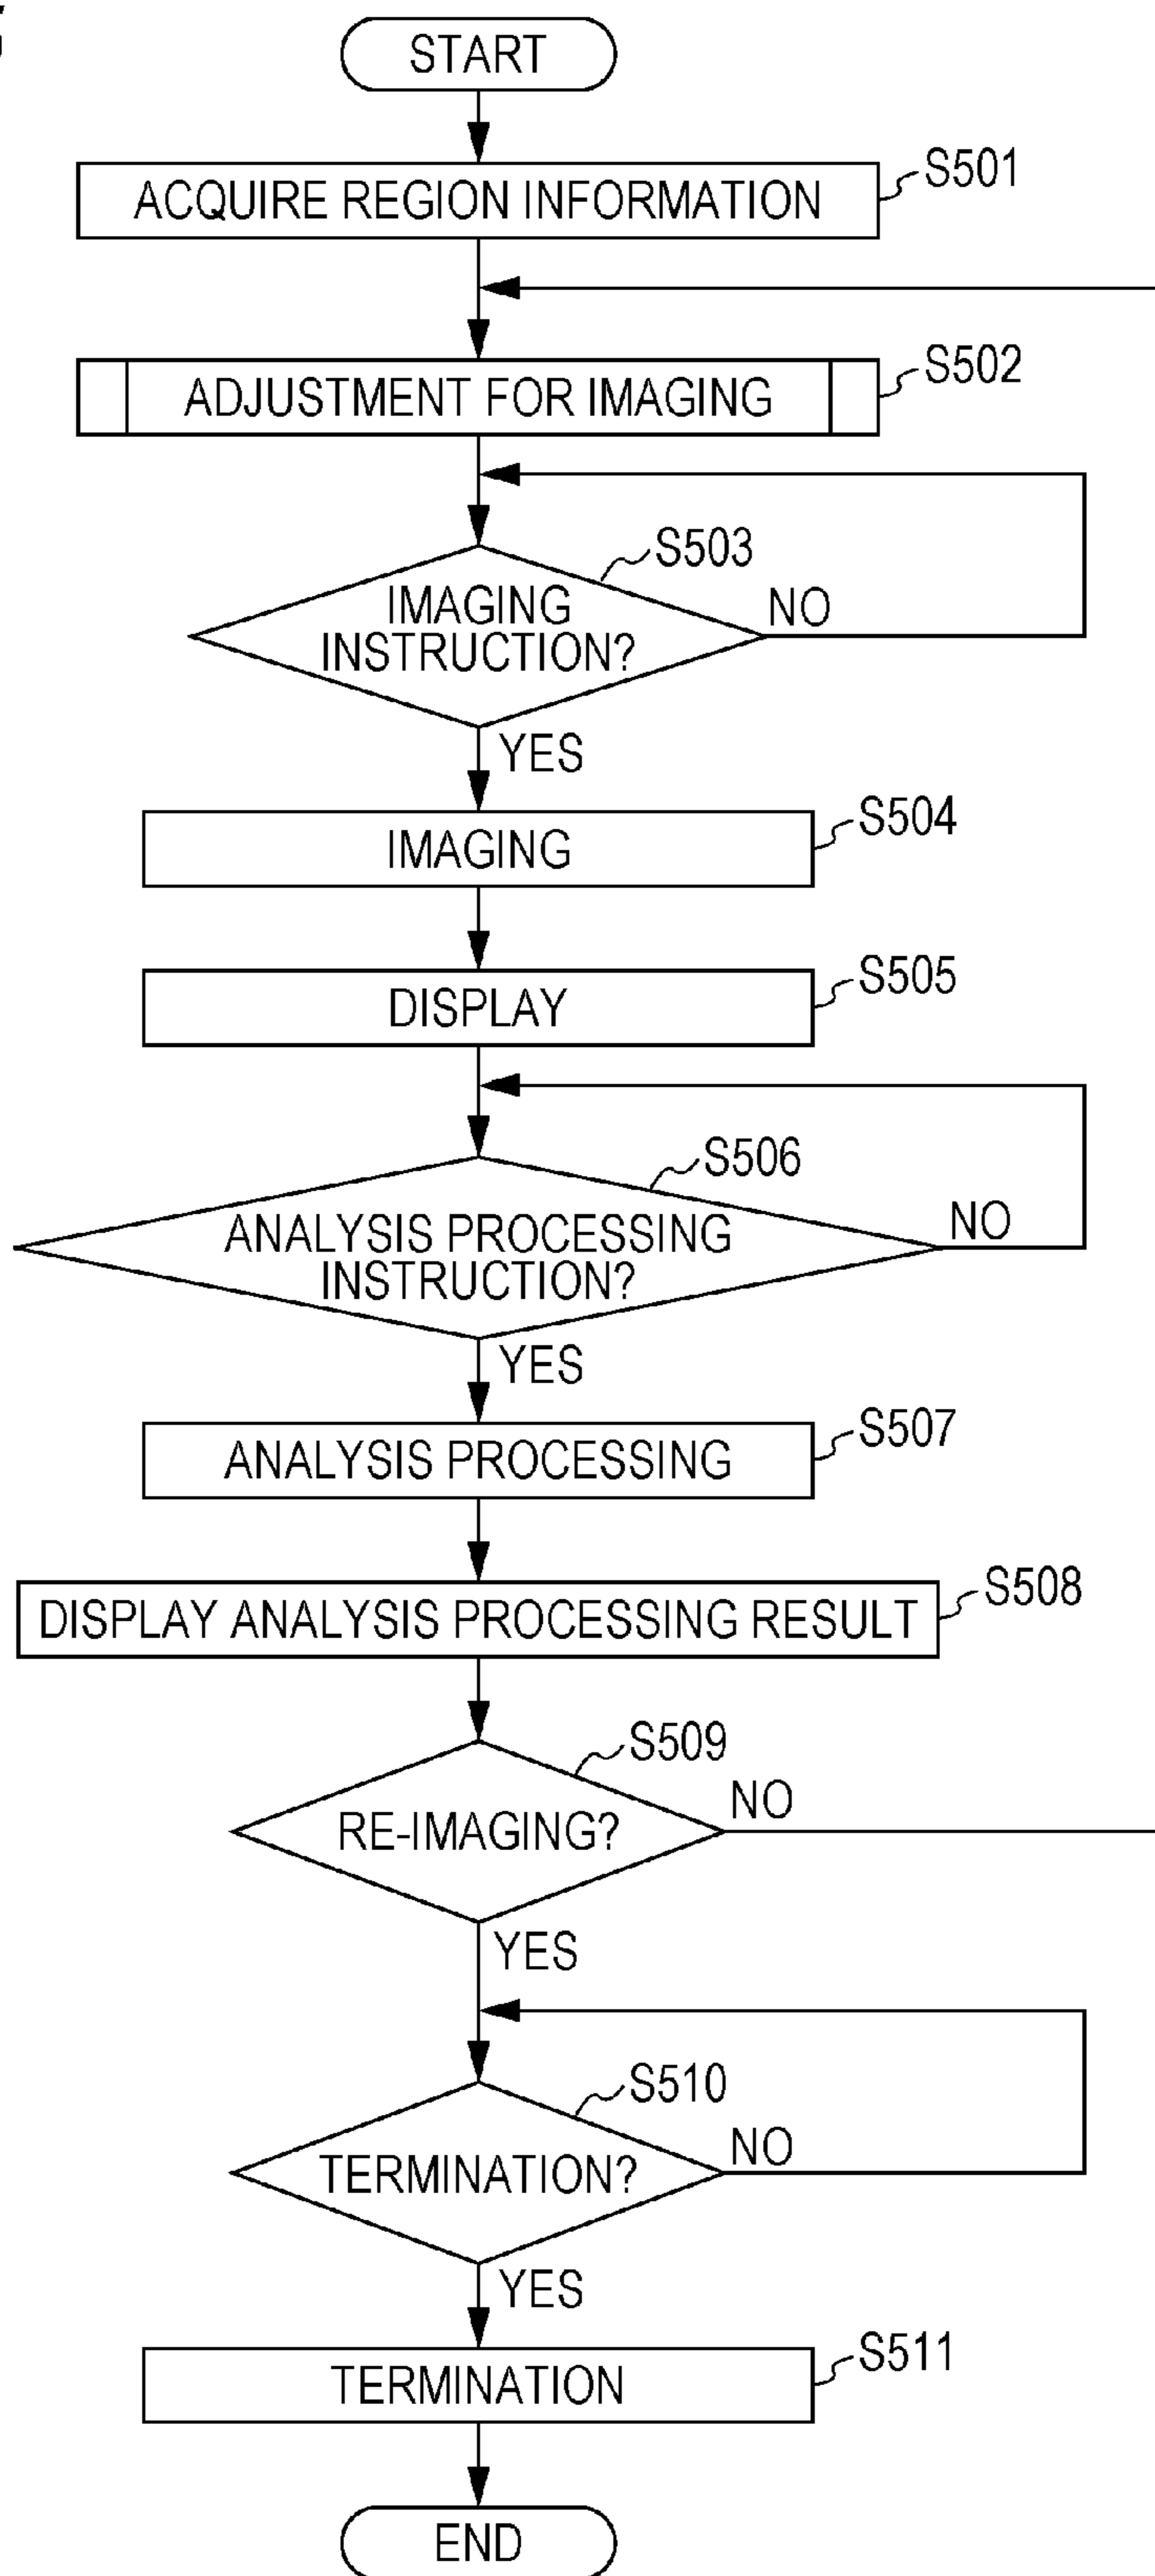 START
ACQUIRE REGION INFORMATION
S501
ADJUSTMENT FOR IMAGING
S502
S503
IMAGING
INSTRUCTION?
NO
YES
IMAGING
S504
DISPLAY
S505
S506
ANALYSIS PROCESSING
INSTRUCTION?
NO
YES
ANALYSIS PROCESSING
S507
DISPLAY ANALYSIS PROCESSING RESULT
S508
S509
RE-IMAGING?
NO
YES
S510
TERMINATION?
NO
YES
TERMINATION
S511
END